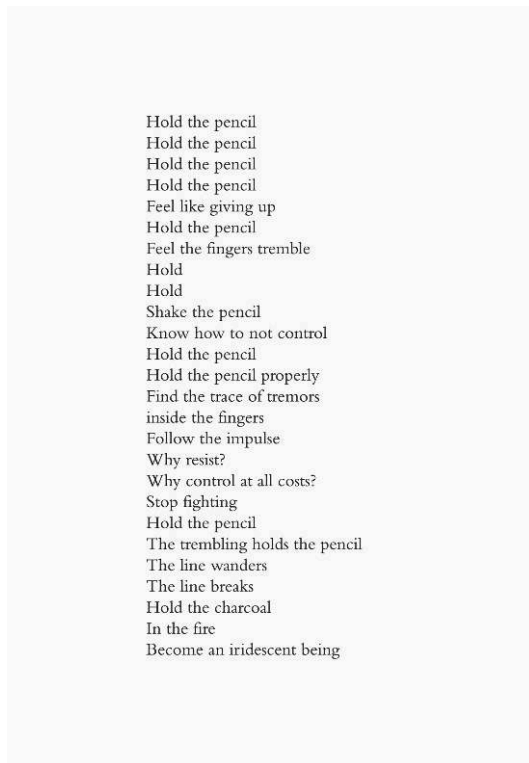 Hold the pencil
Hold the pencil
Hold the pencil
Hold the pencil
Feel like giving up
Hold the pencil
Feel the fingers tremble
Hold
Hold
Shake the pencil
Know how to not control
Hold the pencil
Hold the pencil properly
Find the trace of tremors
inside the fingers
Follow the impulse
Why resist?
Why control at all costs?
Stop fighting
Hold the pencil
The trembling holds the pencil
The line wanders
The line breaks
Hold the charcoal
In the fire
Become an iridescent being